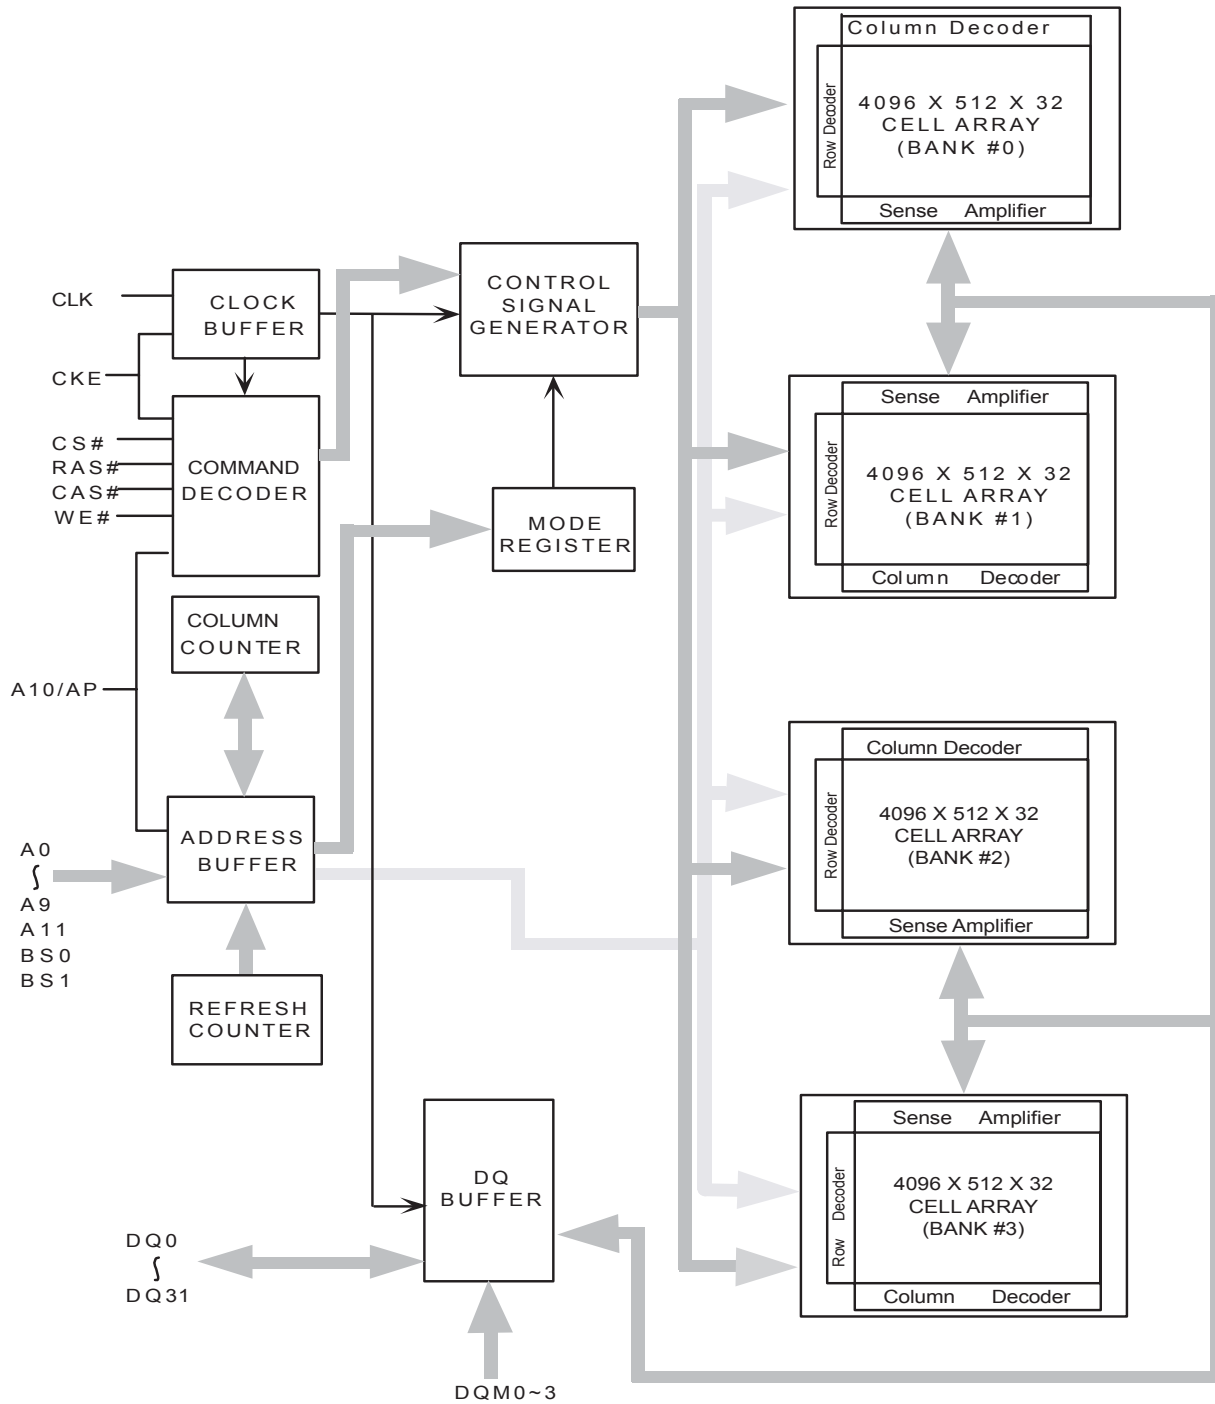 CLK
CKE
CS#
RAS#
CAS#
WE#
A10/AP
A0
A9
A11
BS0
BS1
CLOCK
BUFFER
COMMAND
DECODER
COLUMN
COUNTER
ADDRESS
BUFFER
REFRESH
COUNTER
CONTROL
SIGNAL
GENERATOR
MODE
REGISTER
DQ
BUFFER
DQ0
DQ31
DQM0~3
Column Decoder
Row Decoder
4096 X 512 X 32
CELL ARRAY
(BANK #0)
Sense Amplifier
Sense Amplifier
Row Decoder
4096 X 512 X 32
CELL ARRAY
(BANK #1)
Column Decoder
Column Decoder
Row Decoder
4096 X 512 X 32
CELL ARRAY
(BANK #2)
Sense Amplifier
Sense Amplifier
Row Decoder
4096 X 512 X 32
CELL ARRAY
(BANK #3)
Column Decoder